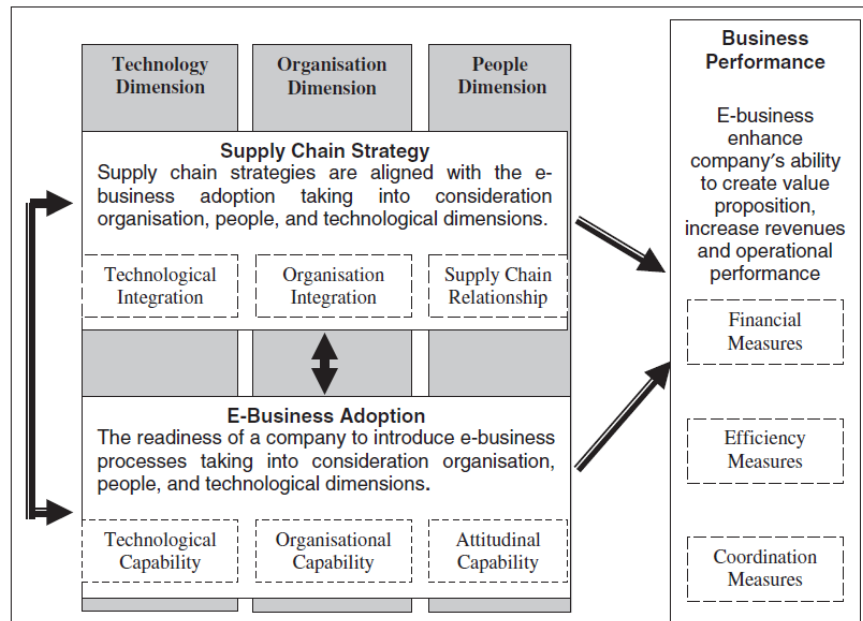 Technology
Dimension
Organisation
Dimension
People
Dimension
Supply Chain Strategy
Supply chain strategies are aligned with the e-
business adoption taking into consideration
organisation, people, and technological dimensions.
Technological
Integration
Organisation
Integration
Supply Chain
Relationship
E-Business Adoption
The readiness of a company to introduce e-business
processes taking into consideration organisation,
people, and technological dimensions.
Technological
Capability
Organisational
Capability
Attitudinal
Capability
Business
Performance
E-business
enhance
company's ability
to create value
proposition,
increase revenues
and operational
performance
Financial
Measures
Efficiency
Measures
Coordination
Measures